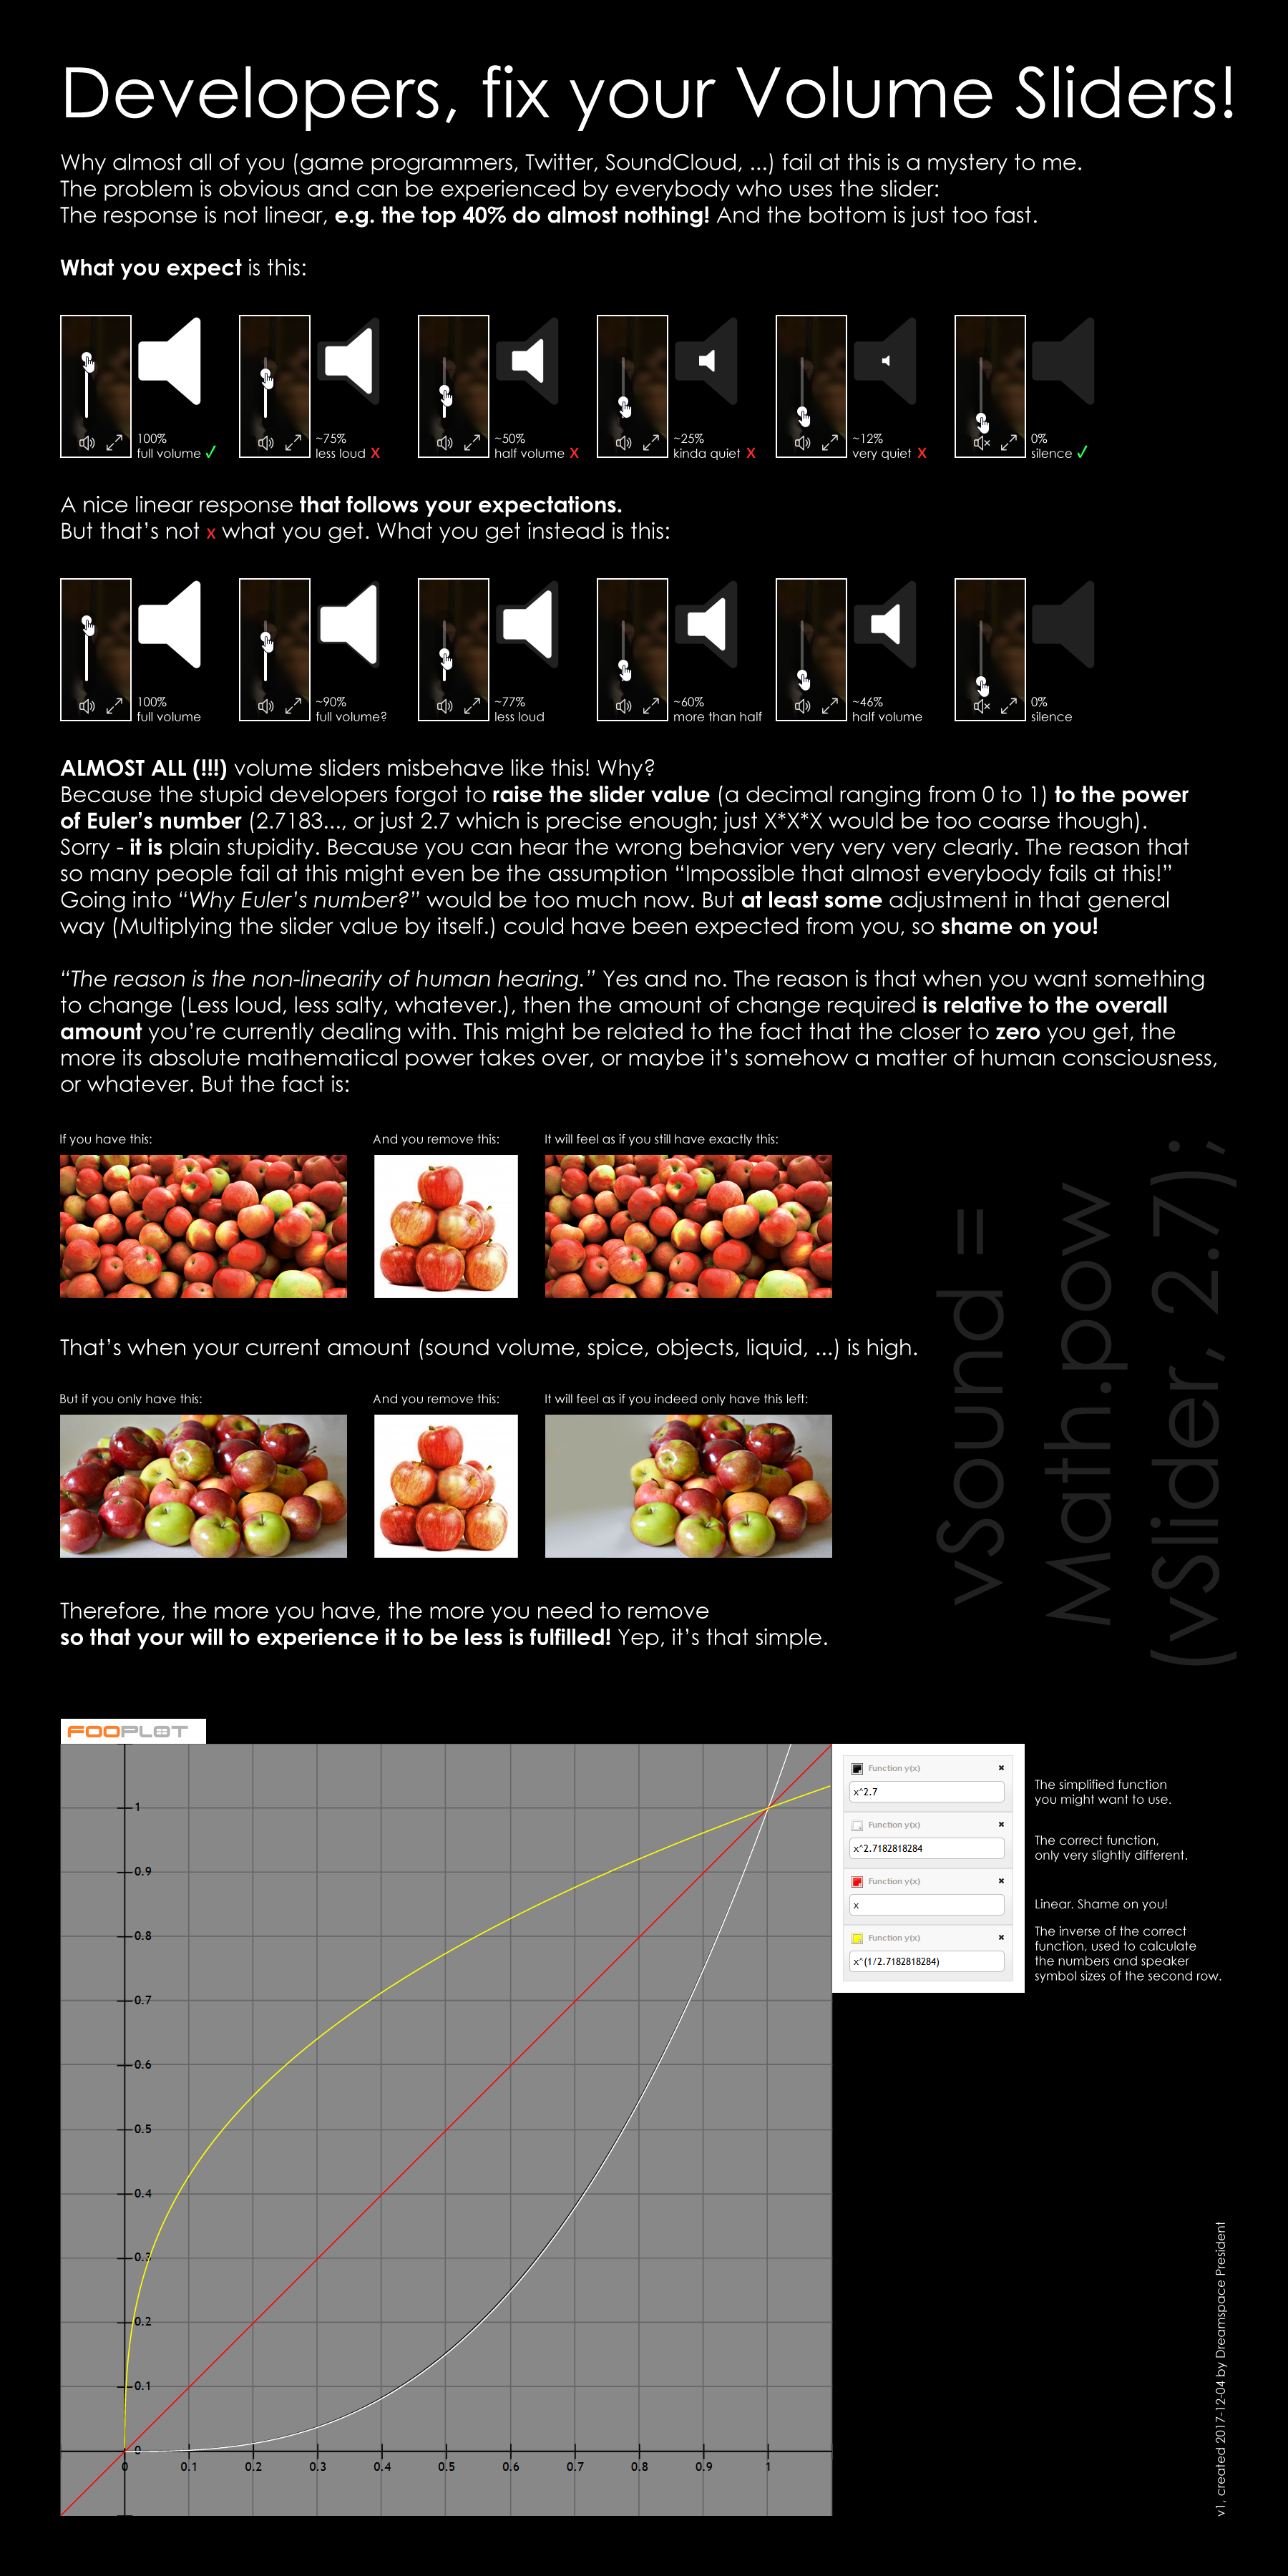 Developers, fix your Volume Sliders!
Why almost all of you (game programmers, Twitter, SoundCloud, ...) fail at this is a mystery to me.
The problem is obvious and can be experienced by everybody who uses the slider:
The response is not linear, e.g. the top 40% do almost nothing! And the bottom is just too fast.
What you expect is this:
100%
full volume ✓
~75%
less loud x
~50%
half volume x
~25%
kinda quiet x
~12%
very quiet x
0%
silence ✓
A nice linear response that follows your expectations.
But that's not x what you get. What you get instead is this:
100%
full volume
~90%
full volume?
~77%
less loud
~60%
more than half
~46%
half volume
0%
silence
ALMOST ALL (!!!) volume sliders misbehave like this! Why?
Because the stupid developers forgot to raise the slider value (a decimal ranging from 0 to 1) to the power
of Euler's number (2.7183..., or just 2.7 which is precise enough; just X*X*X would be too coarse though).
Sorry - it is plain stupidity. Because you can hear the wrong behavior very very very clearly. The reason that
so many people fail at this might even be the assumption “Impossible that almost everybody fails at this!”
Going into “Why Euler's number?” would be too much now. But at least some adjustment in that general
way (Multiplying the slider value by itself.) could have been expected from you, so shame on you!
“The reason is the non-linearity of human hearing.” Yes and no. The reason is that when you want something
to change (Less loud, less salty, whatever.), then the amount of change required is relative to the overall
amount you're currently dealing with. This might be related to the fact that the closer to zero you get, the
more its absolute mathematical power takes over, or maybe it's somehow a matter of human consciousness,
or whatever. But the fact is:
If you have this:
And you remove this:
It will feel as if you still have exactly this:
That's when your current amount (sound volume, spice, objects, liquid, ...) is high.
But if you only have this:
And you remove this:
It will feel as if you indeed only have this left:
vSound =
Math.pow
(vSlider, 2.7);
Therefore, the more you have, the more you need to remove
so that your will to experience it to be less is fulfilled! Yep, it's that simple.
FOOPLOT
1
0.9
0.8
0.7
0.6
0.5
0.4
0.3
0.2
0.1
0
0 0.1 0.2 0.3 0.4 0.5 0.6 0.7 0.8 0.9 1
Function y(x) ×
x^2.7
The simplified function
you might want to use.
Function y(x) ×
x^2.7182818284
The correct function,
only very slightly different.
Function y(x) ×
x
Linear. Shame on you!
Function y(x) ×
x^(1/2.7182818284)
The inverse of the correct
function, used to calculate
the numbers and speaker
symbol sizes of the second row.
v1, created 2017-12-04 by Dreamspace President